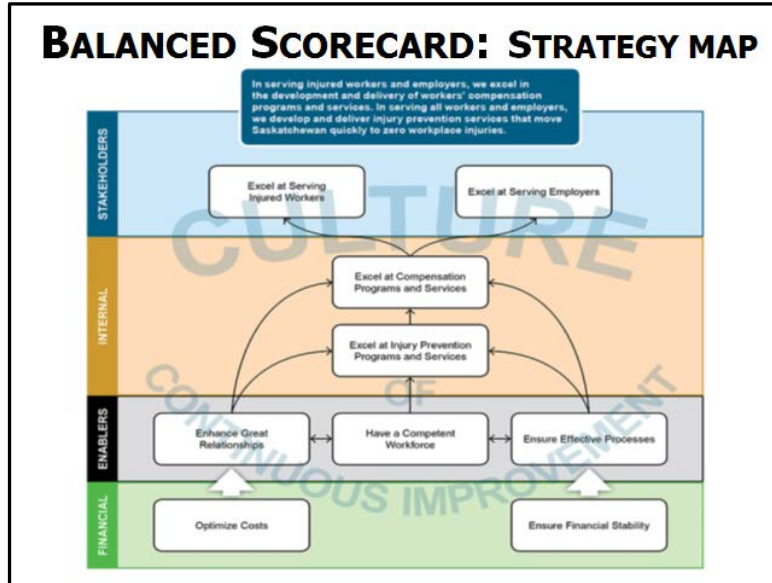 BALANCED SCORECARD: STRATEGY MAP
In serving injured workers and employers, we excel in
the development and delivery of workers' compensation
programs and services. In serving all workers and employers,
we develop and deliver injury prevention services that move
Saskatchewan quickly to zero workplace injuries.
STAKEHOLDERS
Excel at Serving
Injured Workers
Excel at Serving Employers
CULTURE
INTERNAL
Excel at Compensation
Programs and Services
Excel at Injury Prevention
Programs and Services
OF
CONTINUOUS IMPROVEMENT
ENABLERS
Enhance Great
Relationships
Have a Competent
Workforce
Ensure Effective Processes
FINANCIAL
Optimize Costs
Ensure Financial Stability